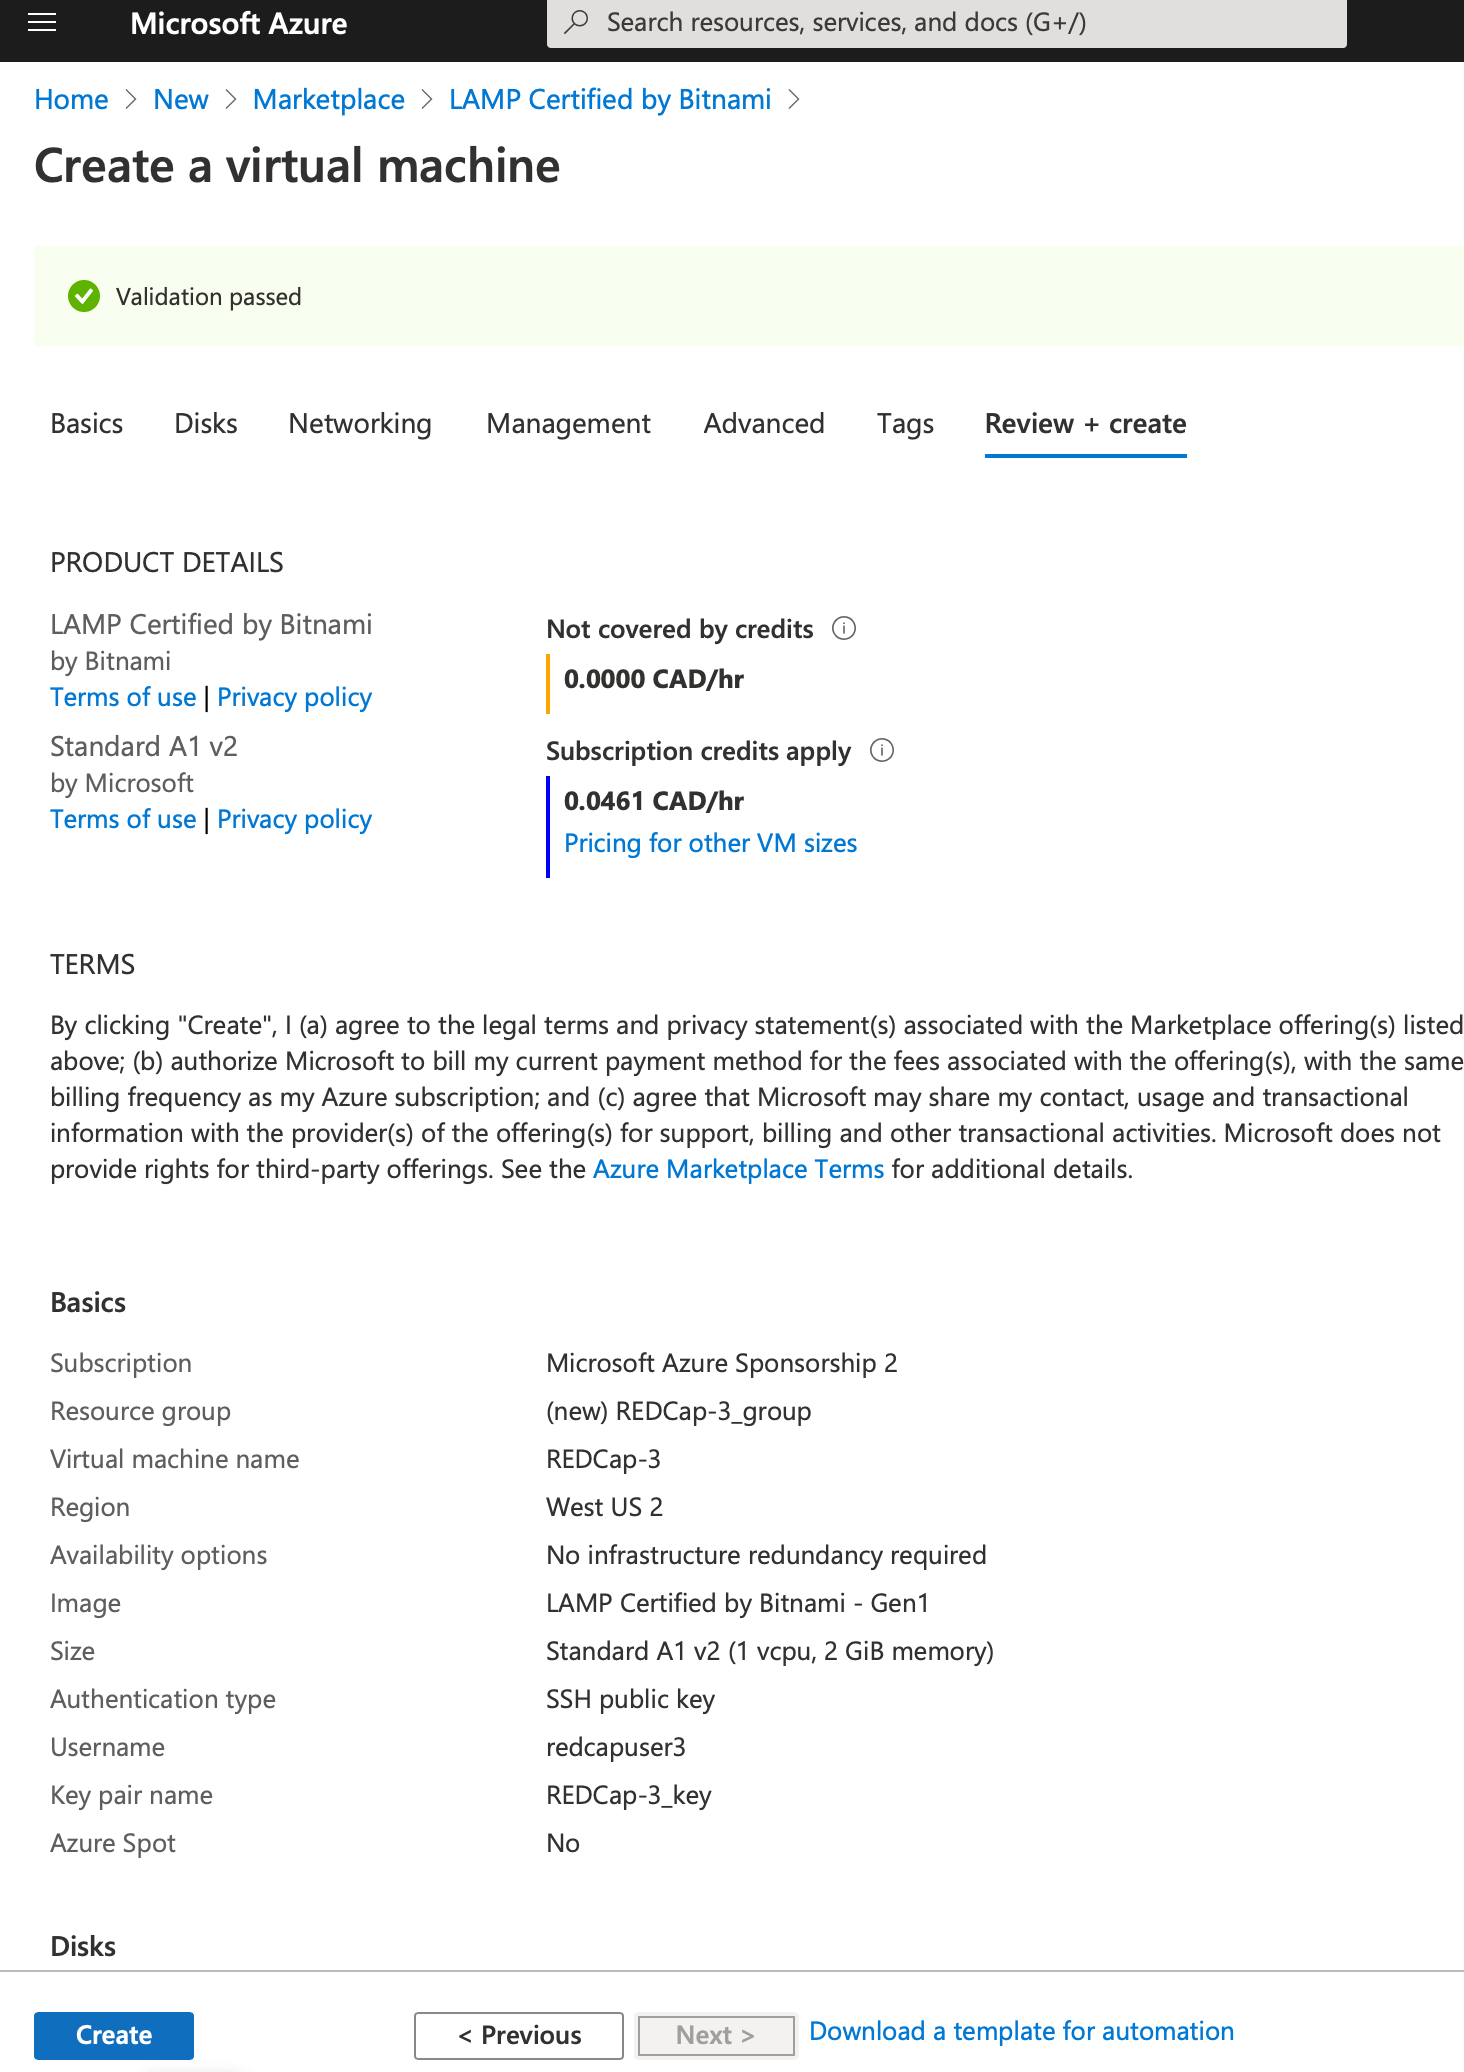 Microsoft Azure
Search resources, services, and docs (G+/)
Home > New > Marketplace > LAMP Certified by Bitnami >
Create a virtual machine
Validation passed
Basics Disks Networking Management Advanced Tags Review + create
PRODUCT DETAILS
LAMP Certified by Bitnami
by Bitnami
Terms of use | Privacy policy
Not covered by credits
0.0000 CAD/hr
Standard A1 v2
by Microsoft
Terms of use | Privacy policy
Subscription credits apply
0.0461 CAD/hr
Pricing for other VM sizes
TERMS
By clicking "Create", I (a) agree to the legal terms and privacy statement(s) associated with the Marketplace offering(s) listed
above; (b) authorize Microsoft to bill my current payment method for the fees associated with the offering(s), with the same
billing frequency as my Azure subscription; and (c) agree that Microsoft may share my contact, usage and transactional
information with the provider(s) of the offering(s) for support, billing and other transactional activities. Microsoft does not
provide rights for third-party offerings. See the Azure Marketplace Terms for additional details.
Basics
Subscription Microsoft Azure Sponsorship 2
Resource group (new) REDCap-3_group
Virtual machine name REDCap-3
Region West US 2
Availability options No infrastructure redundancy required
Image LAMP Certified by Bitnami - Gen1
Size Standard A1 v2 (1 vcpu, 2 GiB memory)
Authentication type SSH public key
Username redcapuser3
Key pair name REDCap-3_key
Azure Spot No
Disks
Create < Previous Next > Download a template for automation